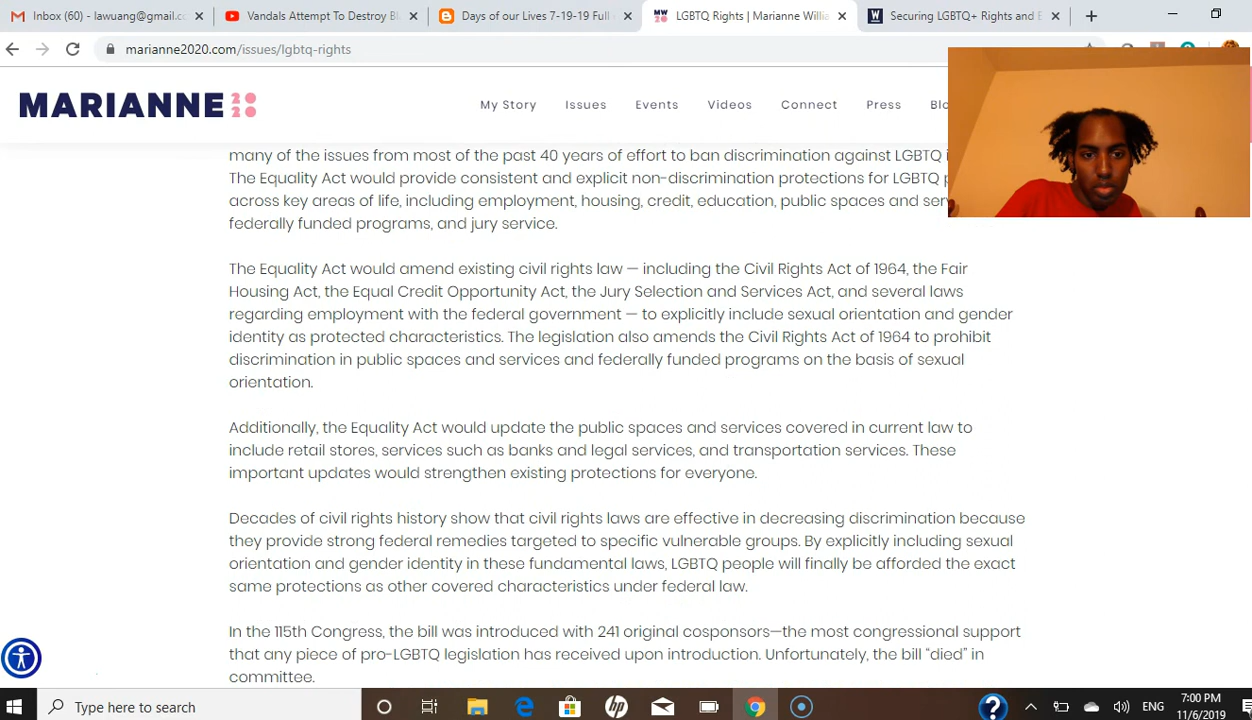 Inbox (60) - lawuang@gmail.c
Vandals Attempt To Destroy Bl
Days of our Lives 7-19-19 Full
MW LGBTQ Rights | Marianne Willia
W Securing LGBTQ+ Rights and E
marianne2020.com/issues/lgbtq-rights
MARIANNE 2020
My Story Issues Events Videos Connect Press Blo
many of the issues from most of the past 40 years of effort to ban discrimination against LGBTQ i
The Equality Act would provide consistent and explicit non-discrimination protections for LGBTQ p
across key areas of life, including employment, housing, credit, education, public spaces and serv
federally funded programs, and jury service.
The Equality Act would amend existing civil rights law — including the Civil Rights Act of 1964, the Fair
Housing Act, the Equal Credit Opportunity Act, the Jury Selection and Services Act, and several laws
regarding employment with the federal government — to explicitly include sexual orientation and gender
identity as protected characteristics. The legislation also amends the Civil Rights Act of 1964 to prohibit
discrimination in public spaces and services and federally funded programs on the basis of sexual
orientation.
Additionally, the Equality Act would update the public spaces and services covered in current law to
include retail stores, services such as banks and legal services, and transportation services. These
important updates would strengthen existing protections for everyone.
Decades of civil rights history show that civil rights laws are effective in decreasing discrimination because
they provide strong federal remedies targeted to specific vulnerable groups. By explicitly including sexual
orientation and gender identity in these fundamental laws, LGBTQ people will finally be afforded the exact
same protections as other covered characteristics under federal law.
In the 115th Congress, the bill was introduced with 241 original cosponsors—the most congressional support
that any piece of pro-LGBTQ legislation has received upon introduction. Unfortunately, the bill “died” in
committee.
Type here to search
hp
ENG
7:00 PM
11/6/2019